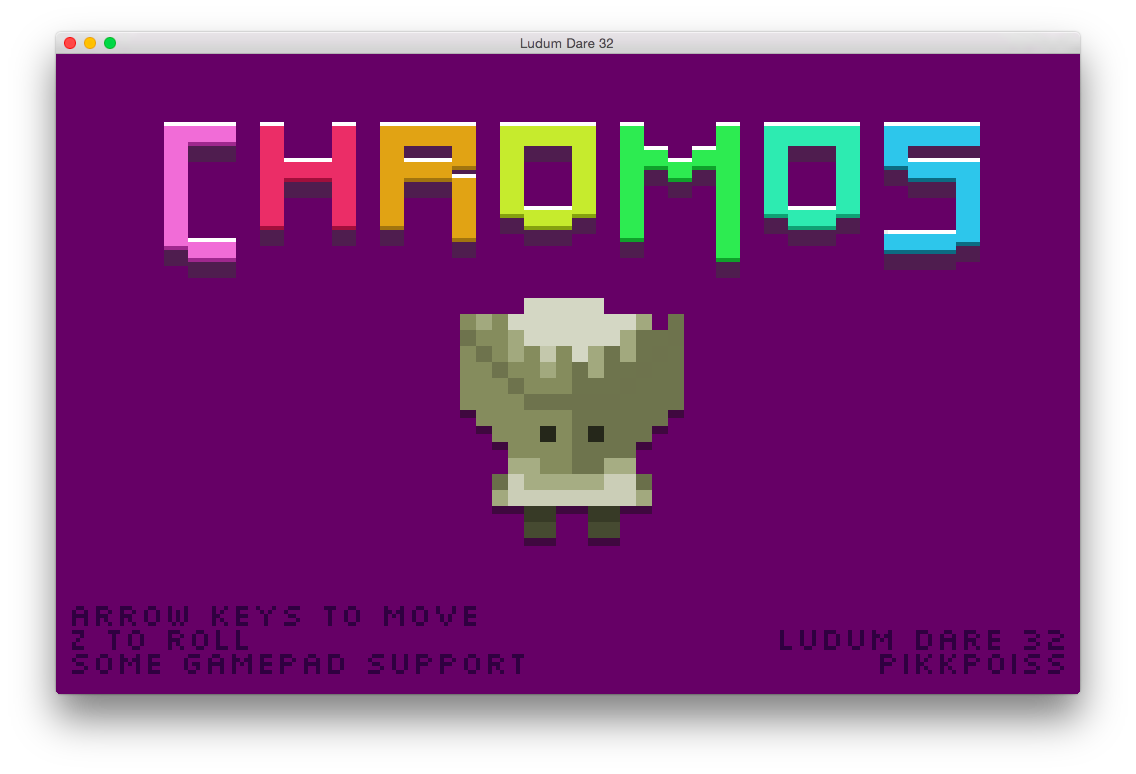 Ludum Dare 32
CHROMOS
ARROW KEYS TO MOVE
Z TO ROLL
SOME GAMEPAD SUPPORT
LUDUM DARE 32
PIKKPOISS